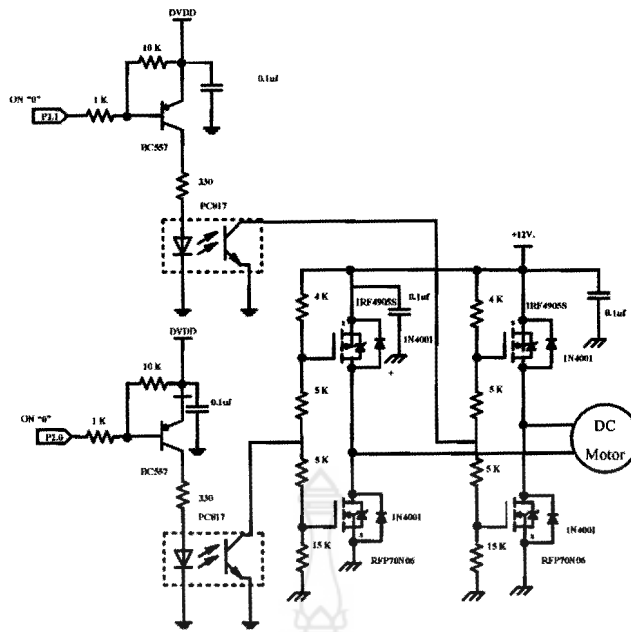 DVDD
10 K
0.1uf
ON "0"
P2.1
1 K
BC557
330
PC817
+12V.
4 K
IRF4905S
0.1uf
1N4001
+
5 K
4 K
IRF4905S
0.1uf
1N4001
5 K
DVDD
10 K
0.1uf
ON "0"
P2.0
1 K
BC557
330
PC817
5 K
1N4001
15 K
RFP70N06
5 K
1N4001
15 K
RFP70N06
DC
Motor
s
s
s
s